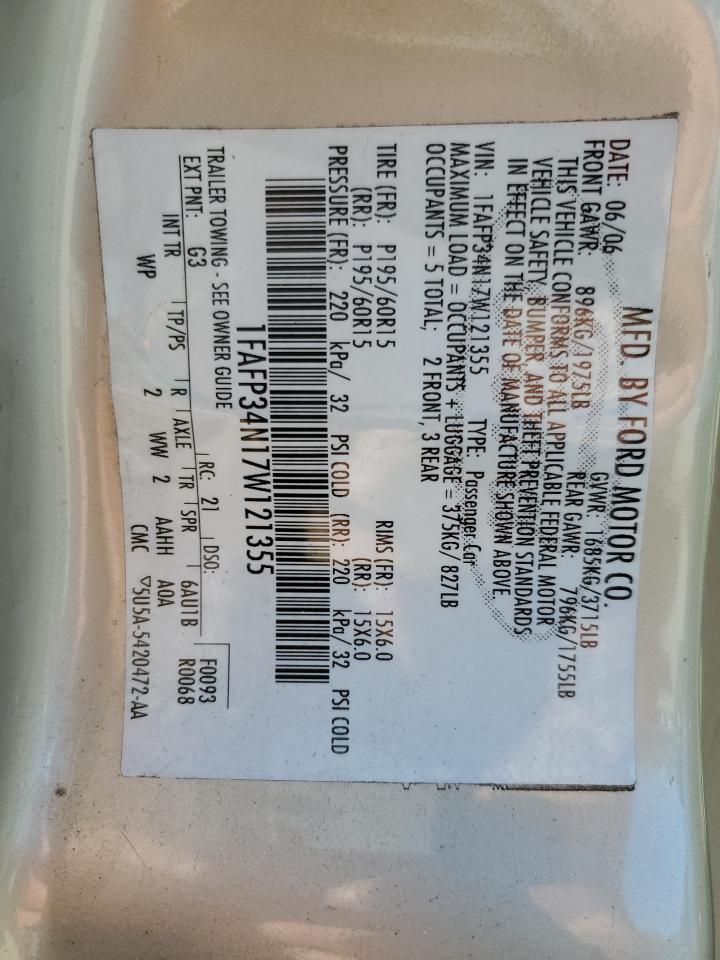 MFD. BY FORD MOTOR CO.
DATE: 06/06 GVWR: 1685KG/3715LB
FRONT GAWR: 896KG/1975LB REAR GAWR: 796KG/1755LB
THIS VEHICLE CONFORMS TO ALL APPLICABLE FEDERAL MOTOR
VEHICLE SAFETY, BUMPER, AND THEFT PREVENTION STANDARDS
IN EFFECT ON THE DATE OF MANUFACTURE SHOWN ABOVE.
VIN: 1FAFP34N17W121355 TYPE: Passenger Car
MAXIMUM LOAD = OCCUPANTS + LUGGAGE = 375KG/ 827LB
OCCUPANTS = 5 TOTAL; 2 FRONT, 3 REAR
TIRE (FR): P195/60R15 RIMS (FR): 15X6.0
(RR): P195/60R15 (RR): 15X6.0
PRESSURE (FR): 220 kPa/ 32 PSI COLD (RR): 220 kPa/ 32 PSI COLD
1FAFP34N17W121355
TRAILER TOWING - SEE OWNER GUIDE F0093
EXT PNT: G3 RC: 21 DSO: R0068
INT TR TP/PS R AXLE TR SPR 6AU1B
WP 2 WW 2 AAHH A0A
CMC ▽5U5A-5420472-AA